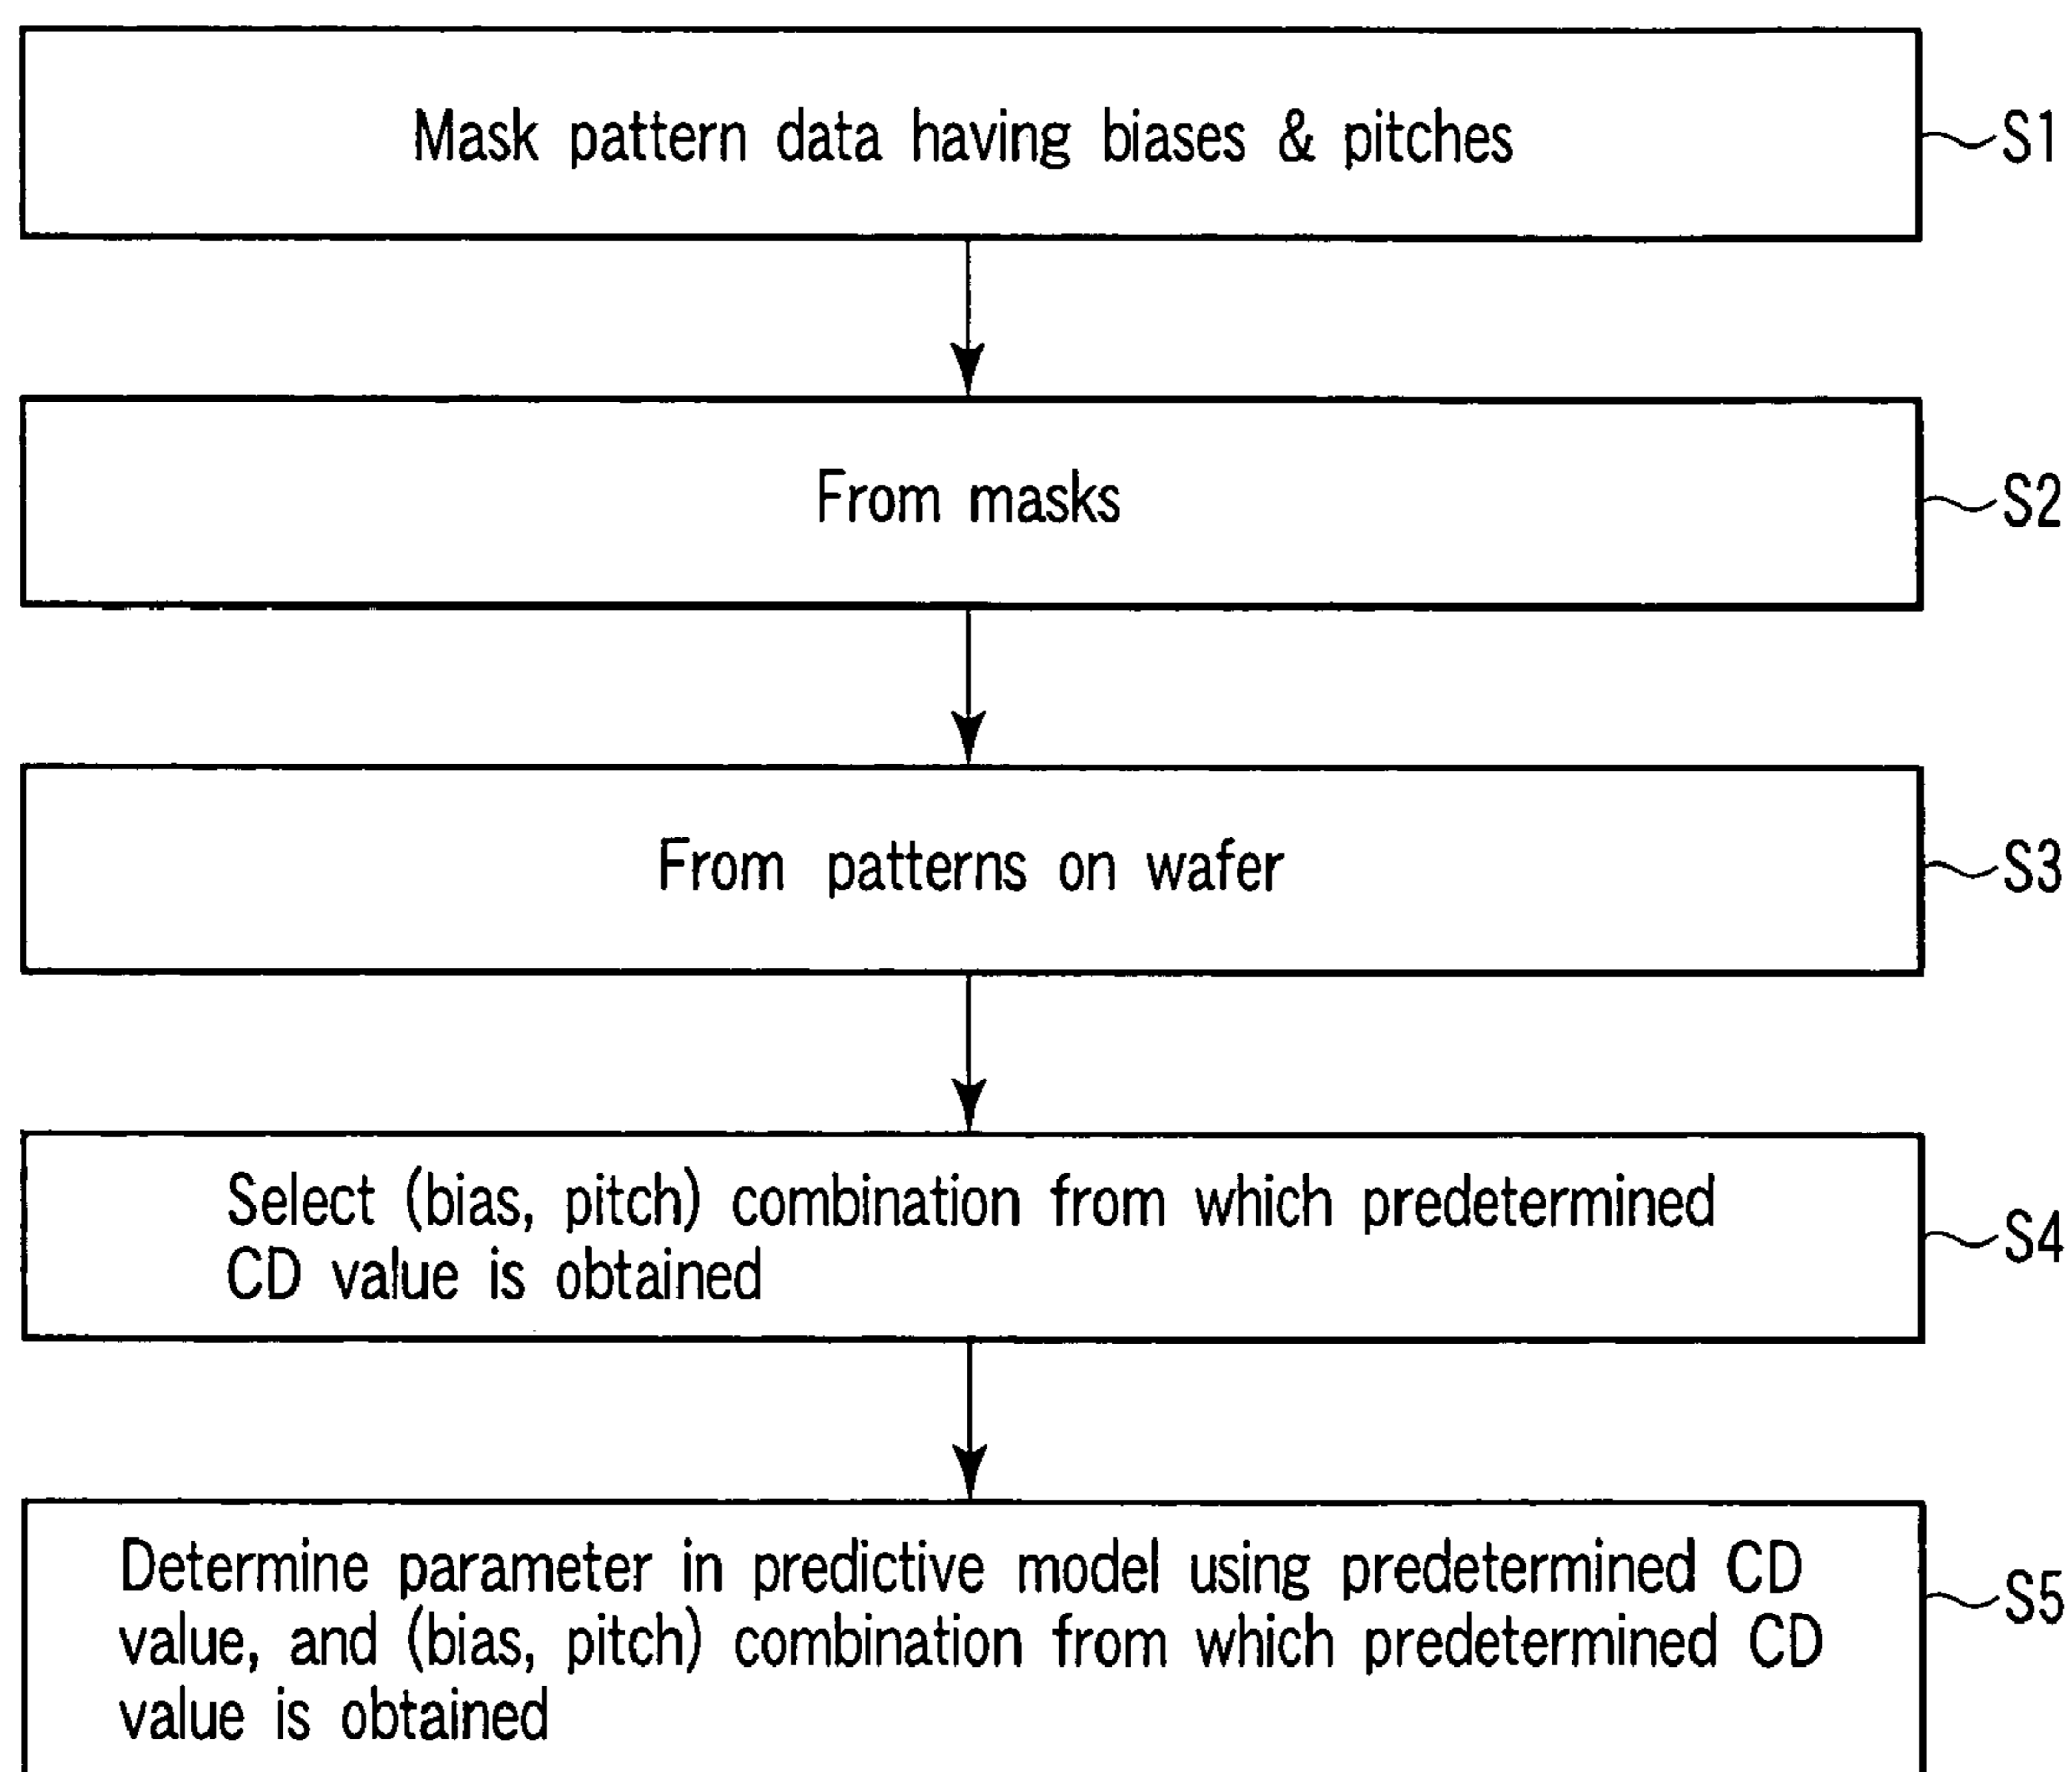 Mask pattern data having biases & pitches
S1
From masks
S2
From patterns on wafer
S3
Select (bias, pitch) combination from which predetermined
CD value is obtained
S4
Determine parameter in predictive model using predetermined CD
value, and (bias, pitch) combination from which predetermined CD
value is obtained
S5